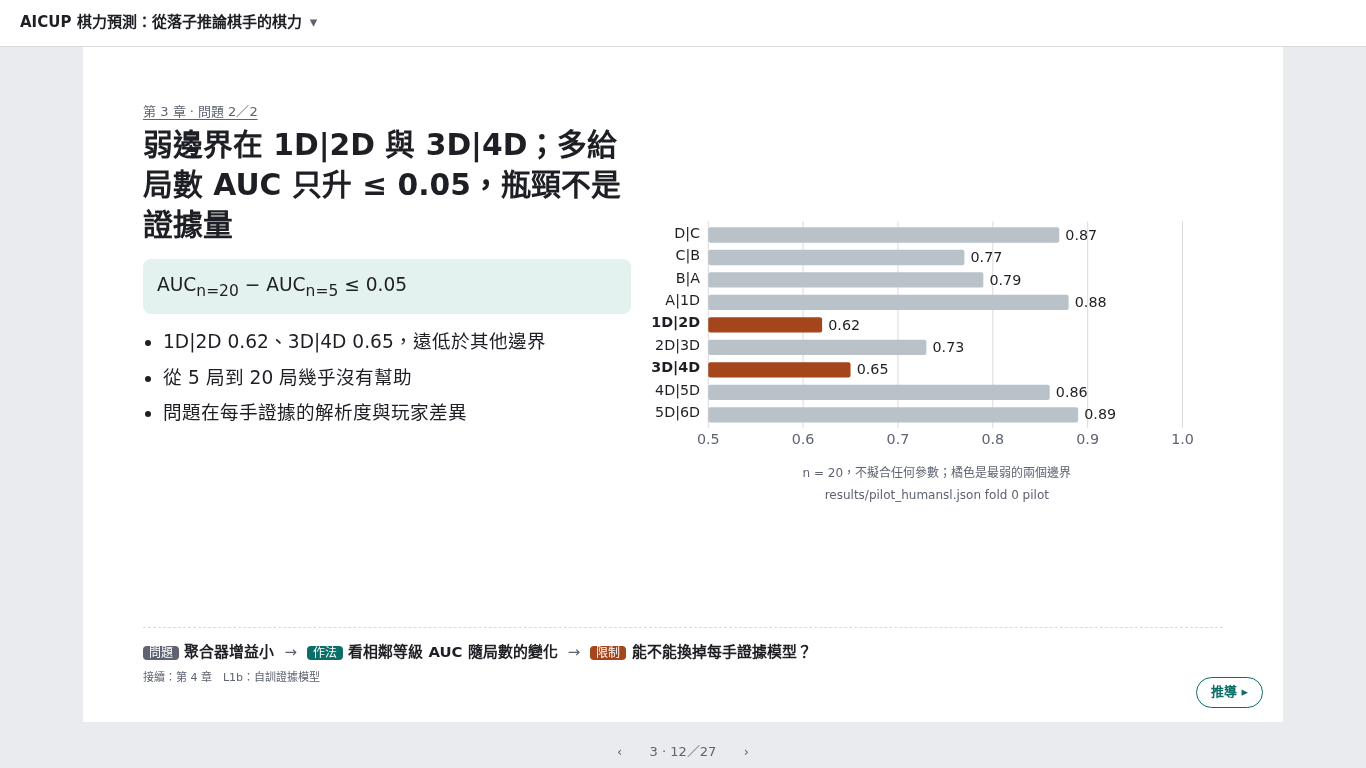 AICUP 棋力預測：從落子推論棋手的棋力 ▾
第 3 章 · 問題 2／2
弱邊界在 1D|2D 與 3D|4D；多給
局數 AUC 只升 ≤ 0.05，瓶頸不是
證據量
AUCn=20 − AUCn=5 ≤ 0.05
• 1D|2D 0.62、3D|4D 0.65，遠低於其他邊界
• 從 5 局到 20 局幾乎沒有幫助
• 問題在每手證據的解析度與玩家差異
D|C 0.87
C|B 0.77
B|A 0.79
A|1D 0.88
1D|2D 0.62
2D|3D 0.73
3D|4D 0.65
4D|5D 0.86
5D|6D 0.89
0.5 0.6 0.7 0.8 0.9 1.0
n = 20，不擬合任何參數；橘色是最弱的兩個邊界
results/pilot_humansl.json fold 0 pilot
問題 聚合器增益小 → 作法 看相鄰等級 AUC 隨局數的變化 → 限制 能不能換掉每手證據模型？
接續：第 4 章 L1b：自訓證據模型
推導 ▸
‹ 3 · 12／27 ›